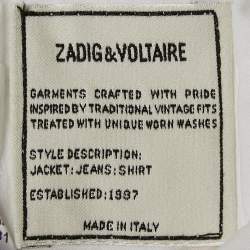 ZADIG&VOLTAIRE
GARMENTS CRAFTED WITH PRIDE
INSPIRED BY TRADITIONAL VINTAGE FITS
TREATED WITH UNIQUE WORN WASHES
STYLE DESCRIPTION:
JACKET:JEANS:SHIRT
ESTABLISHED:1997
MADE IN ITALY